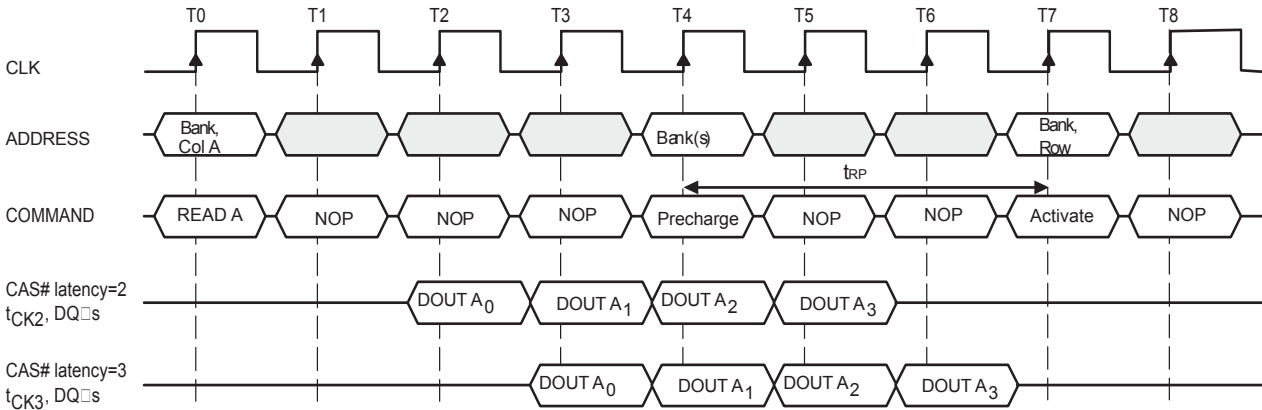 T0 T1 T2 T3 T4 T5 T6 T7 T8
CLK
ADDRESS
Bank, Col A
Bank(s)
Bank, Row
tRP
COMMAND
READ A NOP NOP NOP Precharge NOP NOP Activate NOP
CAS# latency=2
tCK2, DQ□s
DOUT A0 DOUT A1 DOUT A2 DOUT A3
CAS# latency=3
tCK3, DQ□s
DOUT A0 DOUT A1 DOUT A2 DOUT A3